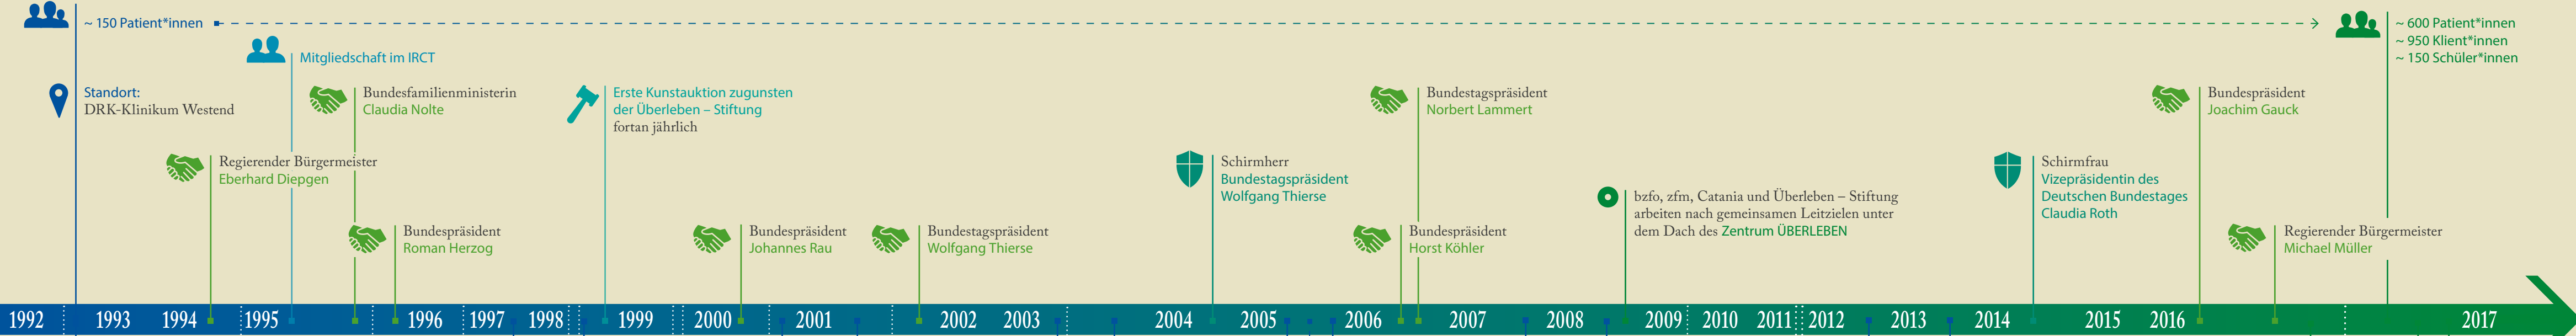 ~ 150 Patient*innen
~ 600 Patient*innen
~ 950 Klient*innen
~ 150 Schüler*innen
Mitgliedschaft im IRCT
Standort:
DRK-Klinikum Westend
Bundesfamilienministerin
Claudia Nolte
Erste Kunstauktion zugunsten
der Überleben – Stiftung
fortan jährlich
Bundestagspräsident
Norbert Lammert
Bundespräsident
Joachim Gauck
Regierender Bürgermeister
Eberhard Diepgen
Schirmherr
Bundestagspräsident
Wolfgang Thierse
Schirmfrau
Vizepräsidentin des
Deutschen Bundestages
Claudia Roth
bzfo, zfm, Catania und Überleben – Stiftung
arbeiten nach gemeinsamen Leitzielen unter
dem Dach des Zentrum ÜBERLEBEN
Bundespräsident
Roman Herzog
Bundespräsident
Johannes Rau
Bundestagspräsident
Wolfgang Thierse
Bundespräsident
Horst Köhler
Regierender Bürgermeister
Michael Müller
1992 1993 1994 1995 1996 1997 1998 1999 2000 2001 2002 2003 2004 2005 2006 2007 2008 2009 2010 2011 2012 2013 2014 2015 2016 2017